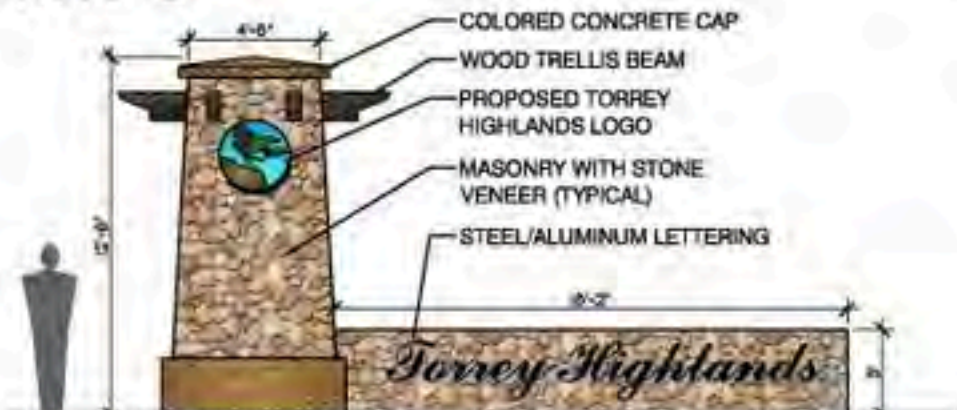 COLORED CONCRETE CAP
WOOD TRELLIS BEAM
PROPOSED TORREY
HIGHLANDS LOGO
MASONRY WITH STONE
VENEER (TYPICAL)
STEEL/ALUMINUM LETTERING
Torrey Highlands